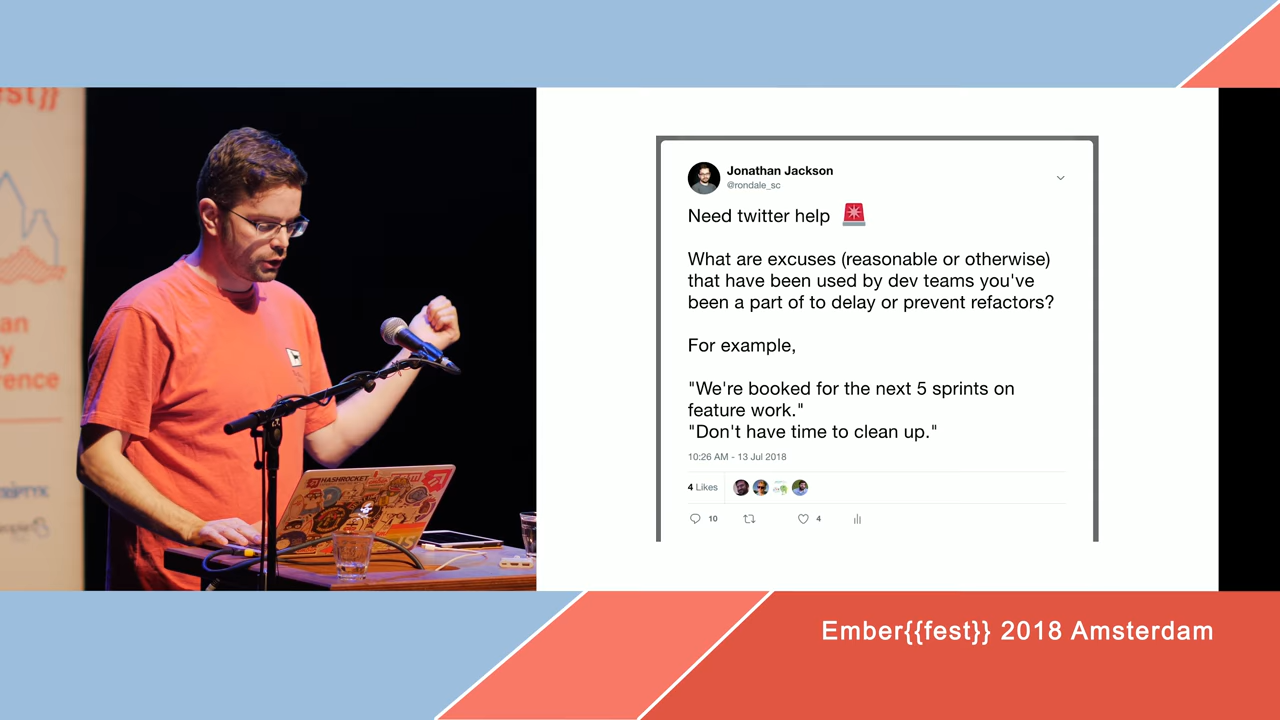 Jonathan Jackson
@rondale_sc
Need twitter help
What are excuses (reasonable or otherwise)
that have been used by dev teams you've
been a part of to delay or prevent refactors?
For example,
"We're booked for the next 5 sprints on
feature work."
"Don't have time to clean up."
10:26 AM - 13 Jul 2018
4 Likes
10
4
HASHROCKET
Ember{{fest}} 2018 Amsterdam